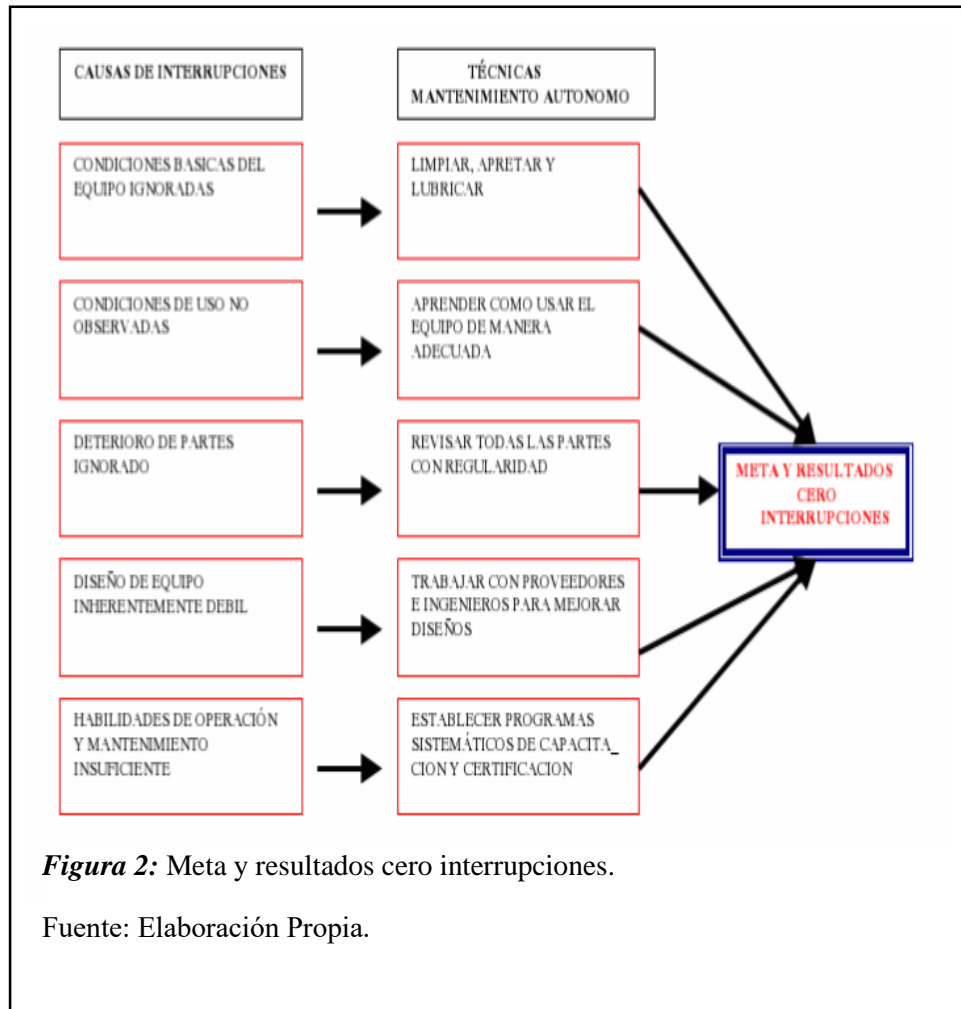 CAUSAS DE INTERRUPCIONES
TÉCNICAS
MANTENIMIENTO AUTONOMO
CONDICIONES BASICAS DEL
EQUIPO IGNORADAS
LIMPIAR, APRETAR Y
LUBRICAR
CONDICIONES DE USO NO
OBSERVADAS
APRENDER COMO USAR EL
EQUIPO DE MANERA
ADECUADA
DETERIORO DE PARTES
IGNORADO
REVISAR TODAS LAS PARTES
CON REGULARIDAD
META Y RESULTADOS
CERO
INTERRUPCIONES
DISEÑO DE EQUIPO
INHERENTEMENTE DEBIL
TRABAJAR CON PROVEEDORES
E INGENIEROS PARA MEJORAR
DISEÑOS
HABILIDADES DE OPERACIÓN
Y MANTENIMIENTO
INSUFICIENTE
ESTABLECER PROGRAMAS
SISTEMÁTICOS DE CAPACITA_
CION Y CERTIFICACION
Figura 2: Meta y resultados cero interrupciones.
Fuente: Elaboración Propia.